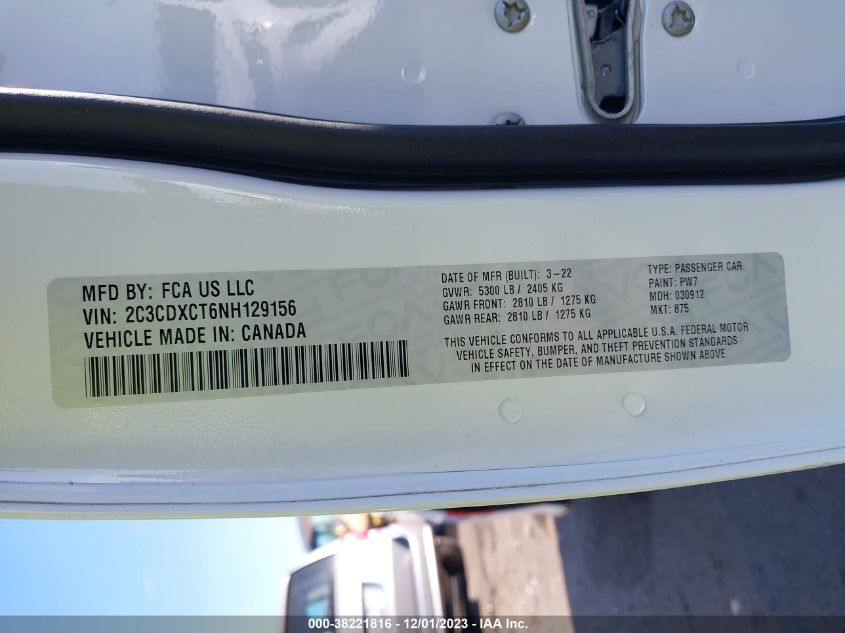 MFD BY: FCA US LLC
VIN: 2C3CDXCT6NH129156
VEHICLE MADE IN: CANADA
DATE OF MFR (BUILT): 3-22
GVWR: 5300 LB / 2405 KG
GAWR FRONT: 2810 LB / 1275 KG
GAWR REAR: 2810 LB / 1275 KG
TYPE: PASSENGER CAR
PAINT: PW7
MDH: 030912
MKT: 875
THIS VEHICLE CONFORMS TO ALL APPLICABLE U.S.A. FEDERAL MOTOR
VEHICLE SAFETY, BUMPER, AND THEFT PREVENTION STANDARDS
IN EFFECT ON THE DATE OF MANUFACTURE SHOWN ABOVE
000-38221816 - 12/01/2023 - IAA Inc.